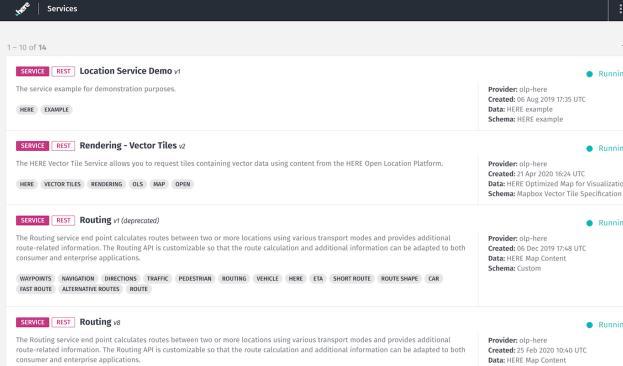 here Services
1 – 10 of 14
SERVICE REST Location Service Demo v1
Runnin
The service example for demonstration purposes.
Provider: olp-here
Created: 06 Aug 2019 17:35 UTC
HERE EXAMPLE
Data: HERE example
Schema: HERE example
SERVICE REST Rendering - Vector Tiles v2
Runnin
The HERE Vector Tile Service allows you to request tiles containing vector data using content from the HERE Open Location Platform.
Provider: olp-here
Created: 21 Apr 2020 16:24 UTC
HERE VECTOR TILES RENDERING OLS MAP OPEN
Data: HERE Optimized Map for Visualizatio
Schema: Mapbox Vector Tile Specification
SERVICE REST Routing v1 (deprecated)
Runnin
The Routing service end point calculates routes between two or more locations using various transport modes and provides additional
route-related information. The Routing API is customizable so that the route calculation and additional information can be adapted to both
consumer and enterprise applications.
Provider: olp-here
Created: 06 Dec 2019 17:48 UTC
Data: HERE Map Content
Schema: Custom
WAYPOINTS NAVIGATION DIRECTIONS TRAFFIC PEDESTRIAN ROUTING VEHICLE HERE ETA SHORT ROUTE ROUTE SHAPE CAR
FAST ROUTE ALTERNATIVE ROUTES ROUTE
SERVICE REST Routing v8
Runnin
The Routing service end point calculates routes between two or more locations using various transport modes and provides additional
route-related information. The Routing API is customizable so that the route calculation and additional information can be adapted to both
consumer and enterprise applications.
Provider: olp-here
Created: 25 Feb 2020 10:40 UTC
Data: HERE Map Content